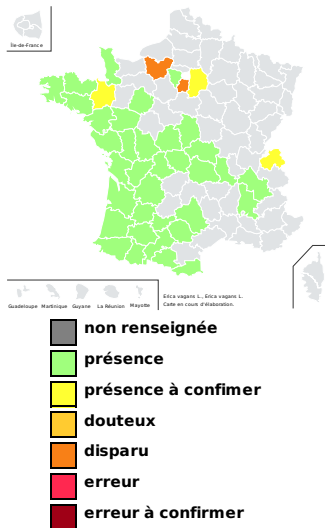 Île-de-France
Guadeloupe Martinique Guyane La Réunion Mayotte
Erica vagans L., Erica vagans L.
Carte en cours d'élaboration.
non renseignée
présence
présence à confimer
douteux
disparu
erreur
erreur à confirmer